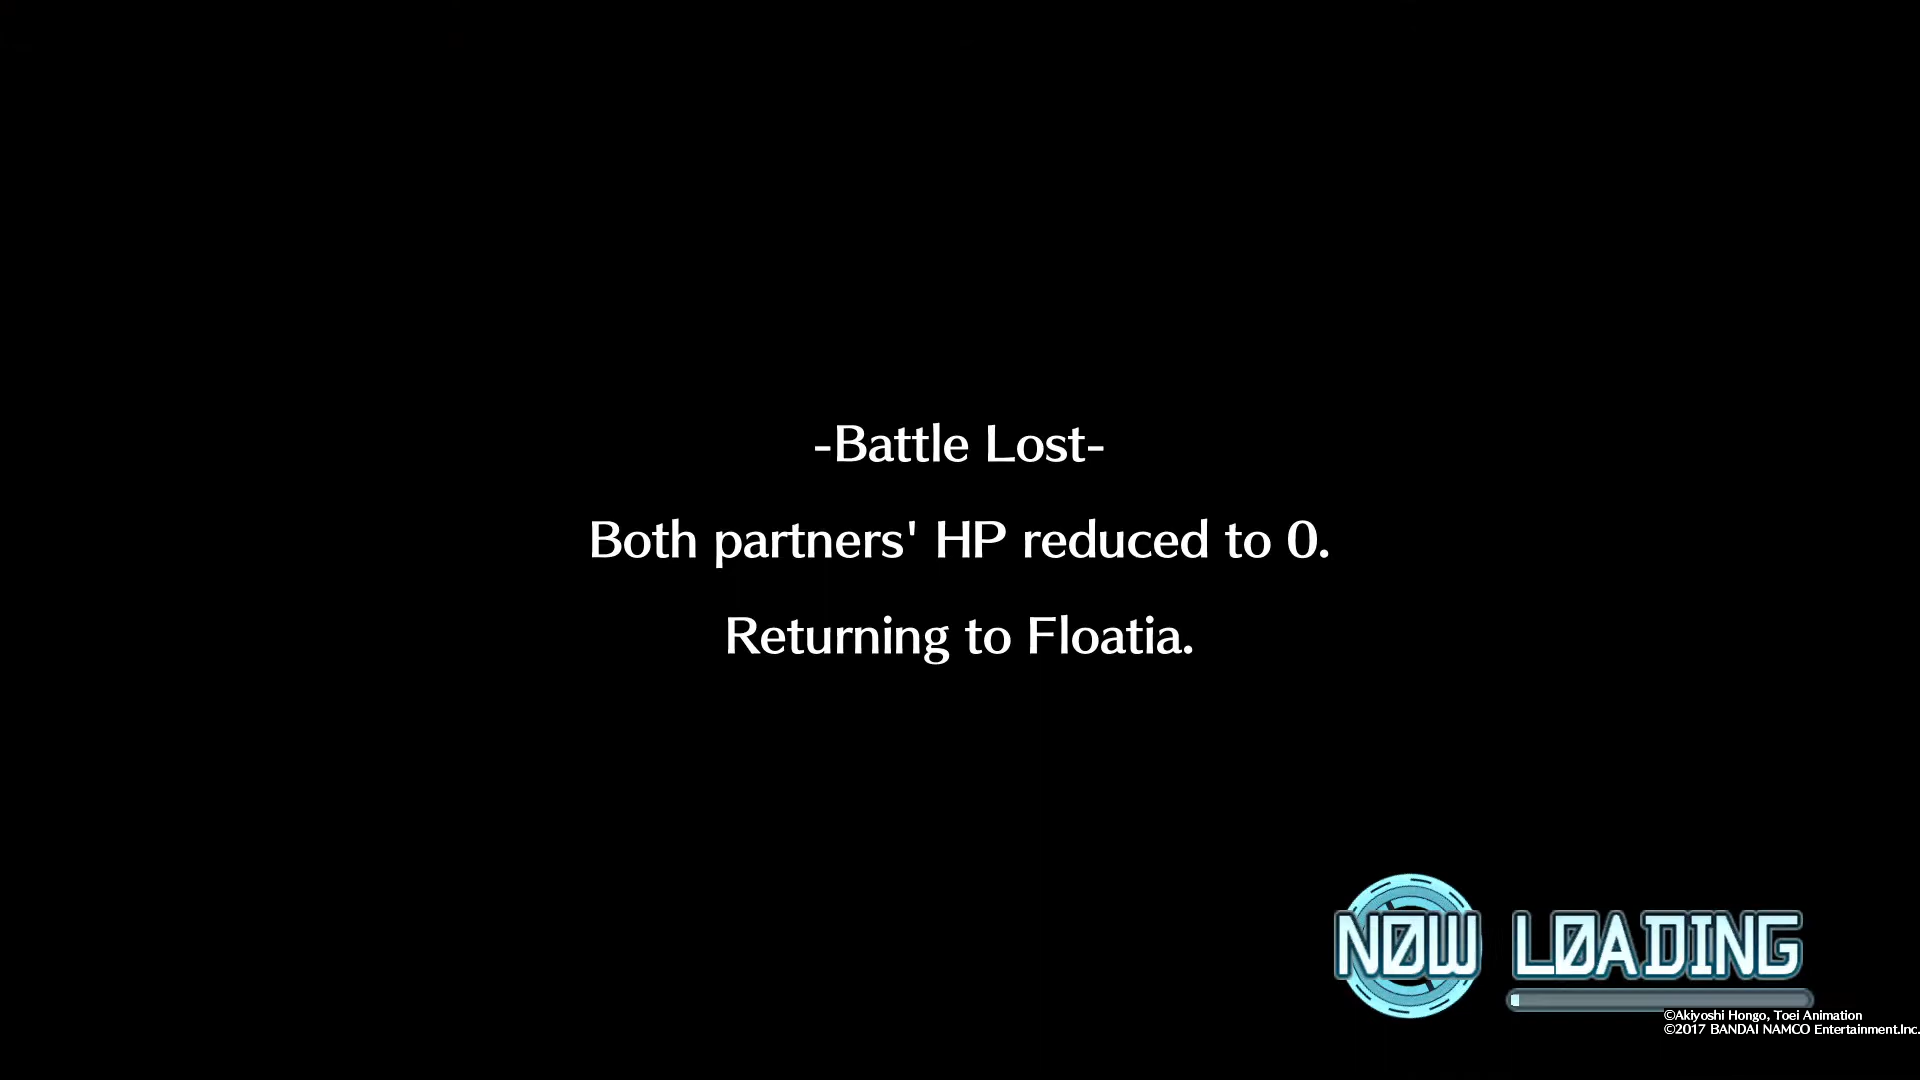 -Battle Lost-
Both partners' HP reduced to 0.
Returning to Floatia.
NØW LØADING
©Akiyoshi Hongo, Toei Animation
©2017 BANDAI NAMCO Entertainment.Inc.